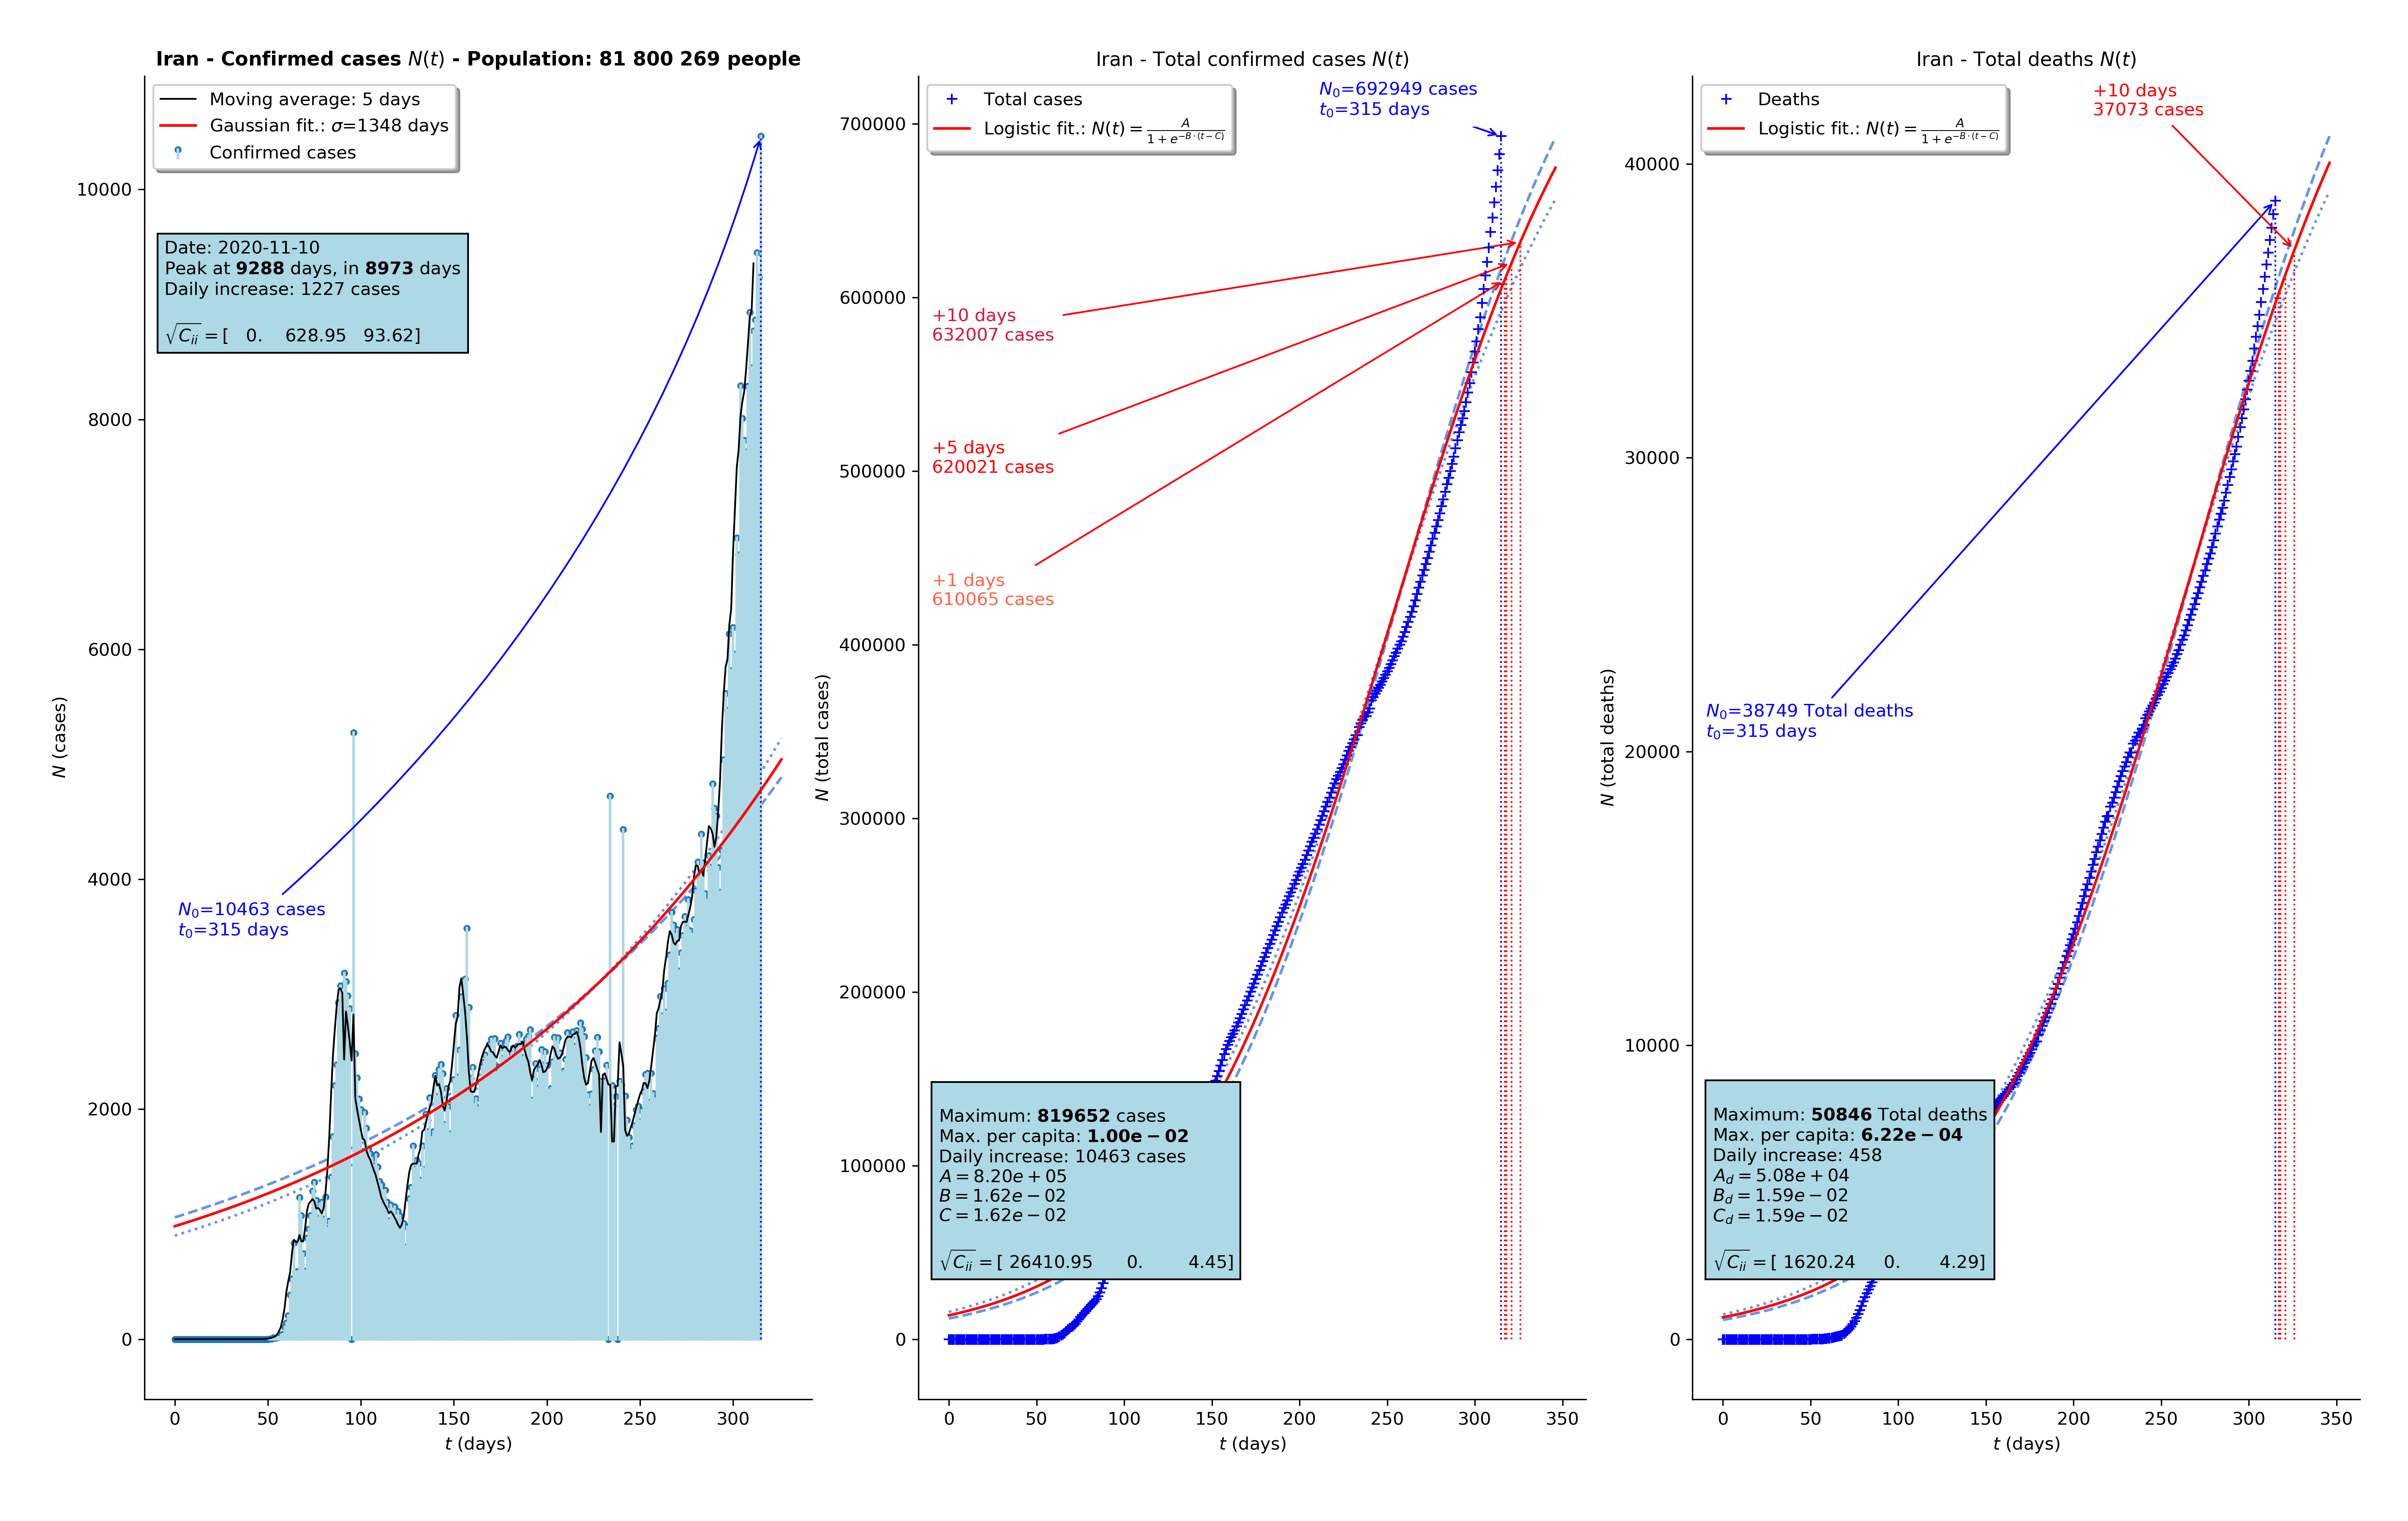 Iran - Confirmed cases N(t) - Population: 81 800 269 people
Moving average: 5 days
Gaussian fit.: σ=1348 days
Confirmed cases
Date: 2020-11-10
Peak at 9288 days, in 8973 days
Daily increase: 1227 cases
√C_ii = [ 0. 628.95 93.62]
N₀=10463 cases
t₀=315 days
10000
8000
6000
4000
2000
0
N (cases)
0 50 100 150 200 250 300
t (days)
Iran - Total confirmed cases N(t)
Total cases
Logistic fit.: N(t) = A / (1 + e^(−B·(t−C)))
N₀=692949 cases
t₀=315 days
+10 days
632007 cases
+5 days
620021 cases
+1 days
610065 cases
Maximum: 819652 cases
Max. per capita: 1.00e − 02
Daily increase: 10463 cases
A = 8.20e + 05
B = 1.62e − 02
C = 1.62e − 02
√C_ii = [ 26410.95 0. 4.45]
700000
600000
500000
400000
300000
200000
100000
0
N (total cases)
0 50 100 150 200 250 300 350
t (days)
Iran - Total deaths N(t)
Deaths
Logistic fit.: N(t) = A / (1 + e^(−B·(t−C)))
+10 days
37073 cases
N₀=38749 Total deaths
t₀=315 days
Maximum: 50846 Total deaths
Max. per capita: 6.22e − 04
Daily increase: 458
A_d = 5.08e + 04
B_d = 1.59e − 02
C_d = 1.59e − 02
√C_ii = [ 1620.24 0. 4.29]
40000
30000
20000
10000
0
N (total deaths)
0 50 100 150 200 250 300 350
t (days)